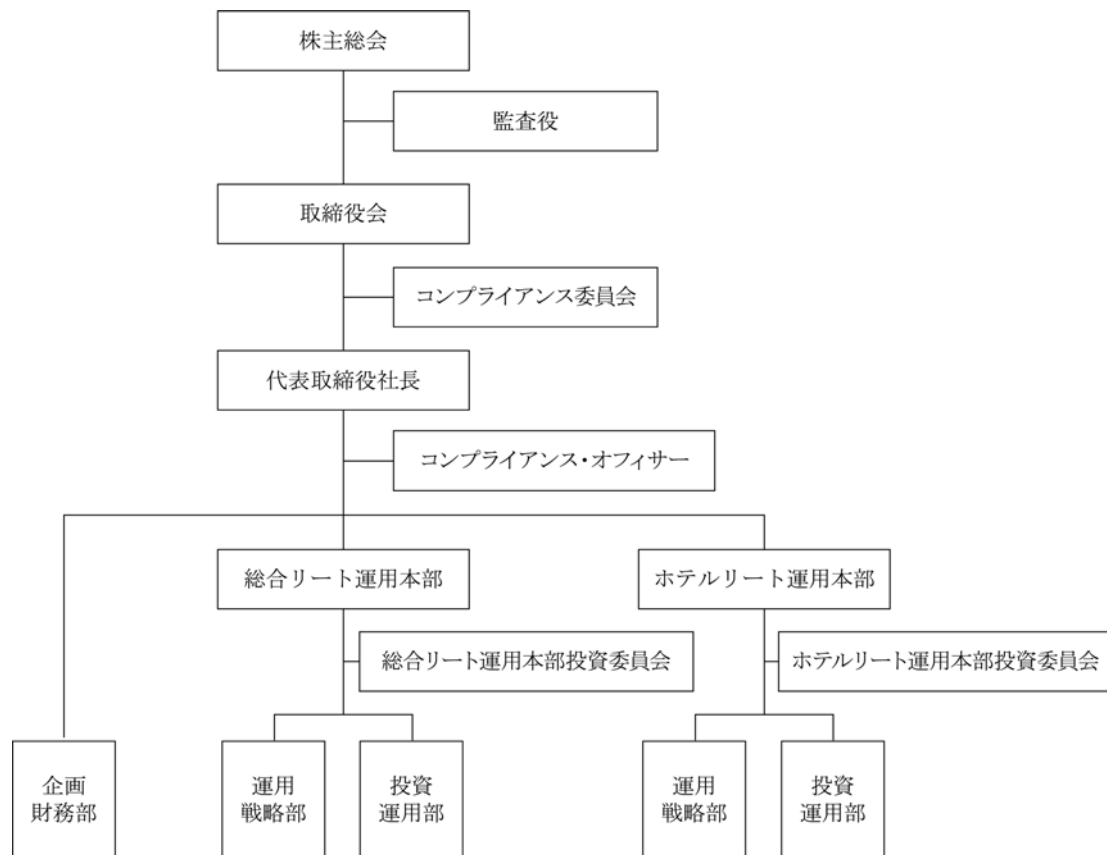 株主総会
監査役
取締役会
コンプライアンス委員会
代表取締役社長
コンプライアンス・オフィサー
総合リート運用本部
ホテルリート運用本部
総合リート運用本部投資委員会
ホテルリート運用本部投資委員会
企画
財務部
運用
戦略部
投資
運用部
運用
戦略部
投資
運用部